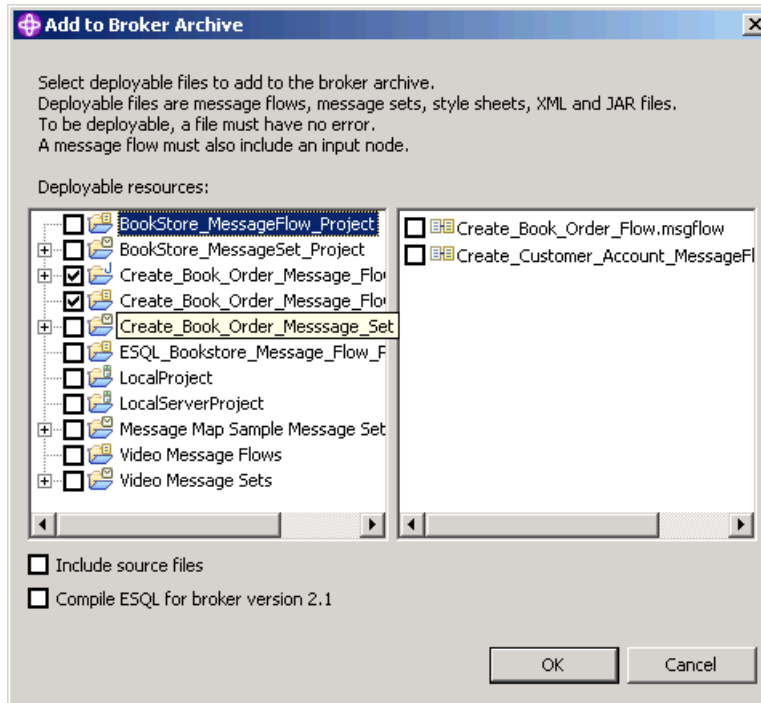 Add to Broker Archive
Select deployable files to add to the broker archive.
Deployable files are message flows, message sets, style sheets, XML and JAR files.
To be deployable, a file must have no error.
A message flow must also include an input node.
Deployable resources:
BookStore_MessageFlow_Project
BookStore_MessageSet_Project
Create_Book_Order_Message_Flo
Create_Book_Order_Message_Flo
Create_Book_Order_Messsage_Set
ESQL_Bookstore_Message_Flow_P
LocalProject
LocalServerProject
Message Map Sample Message Set
Video Message Flows
Video Message Sets
Create_Book_Order_Flow.msgflow
Create_Customer_Account_MessageFl
Include source files
Compile ESQL for broker version 2.1
OK
Cancel